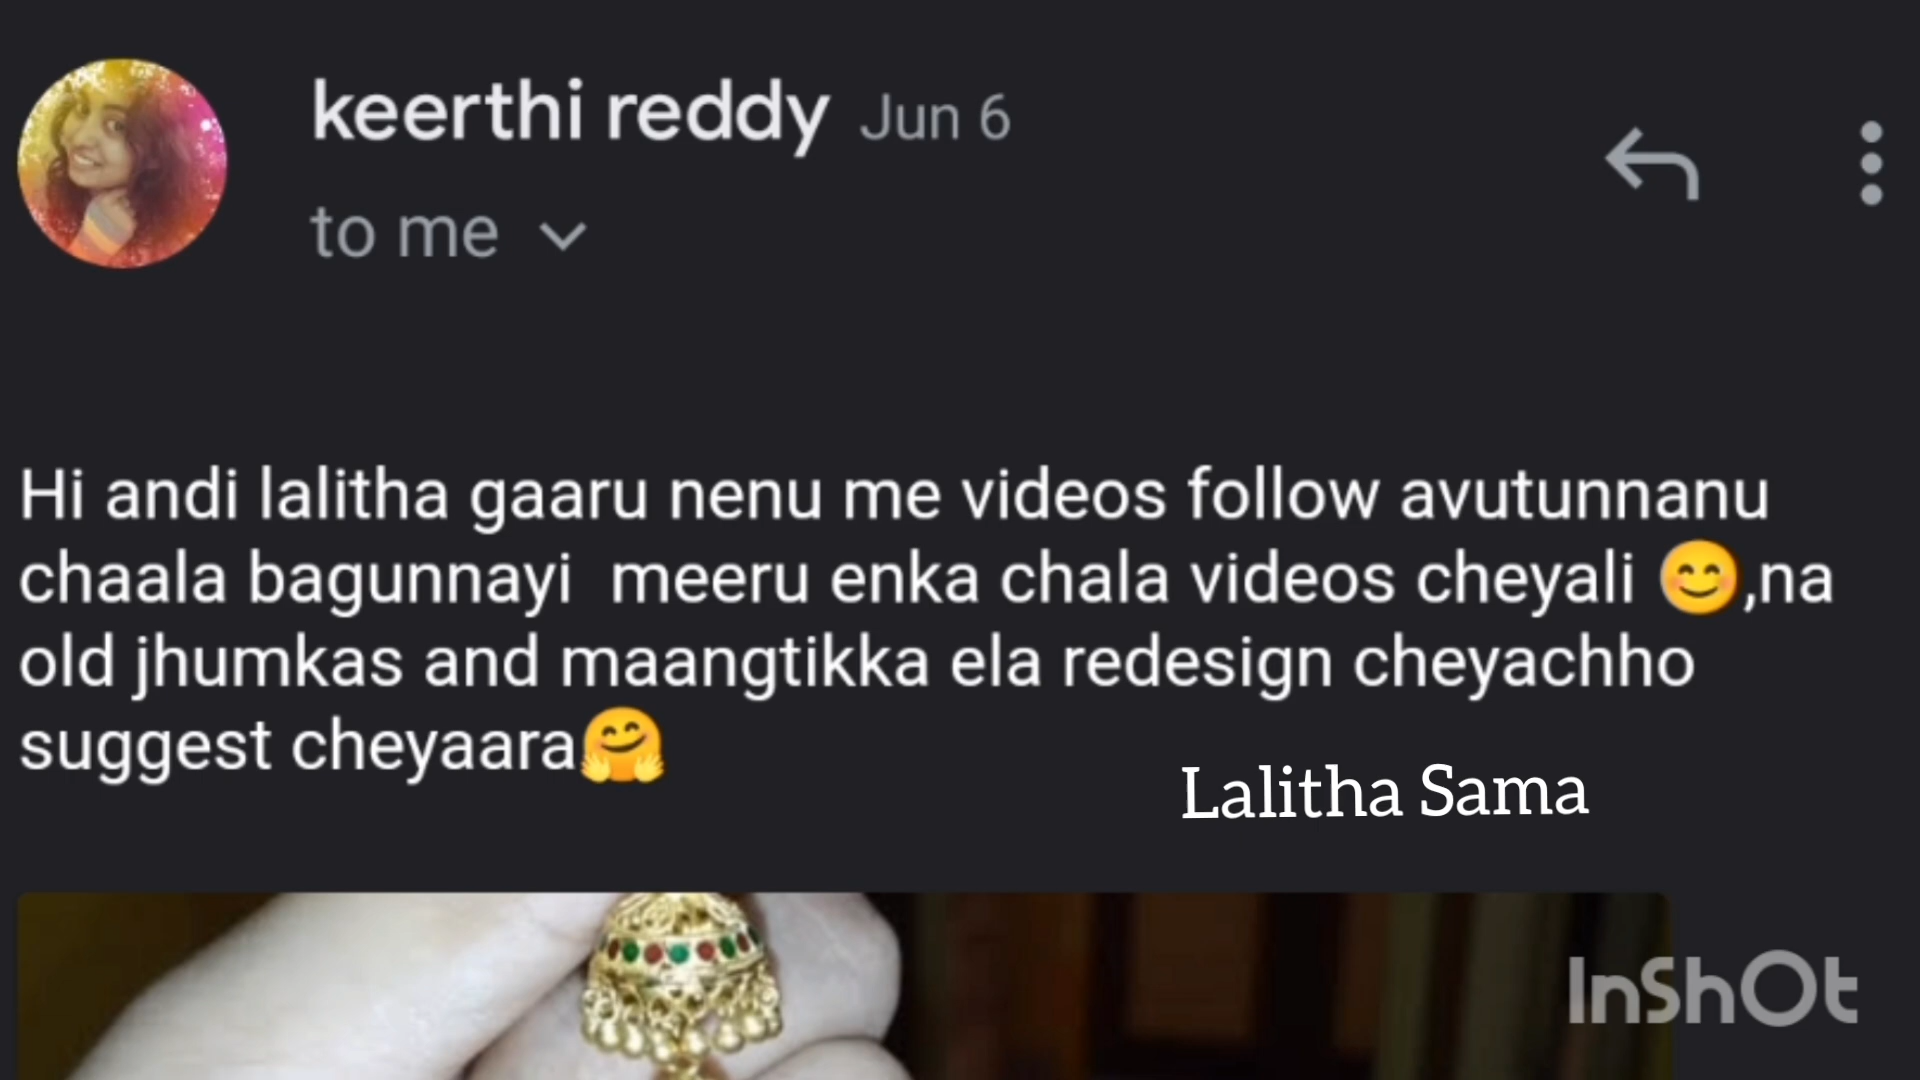 keerthi reddy Jun 6
to me
Hi andi lalitha gaaru nenu me videos follow avutunnanu
chaala bagunnayi meeru enka chala videos cheyali 😊,na
old jhumkas and maangtikka ela redesign cheyachho
suggest cheyaara🤗
Lalitha Sama
InShOt